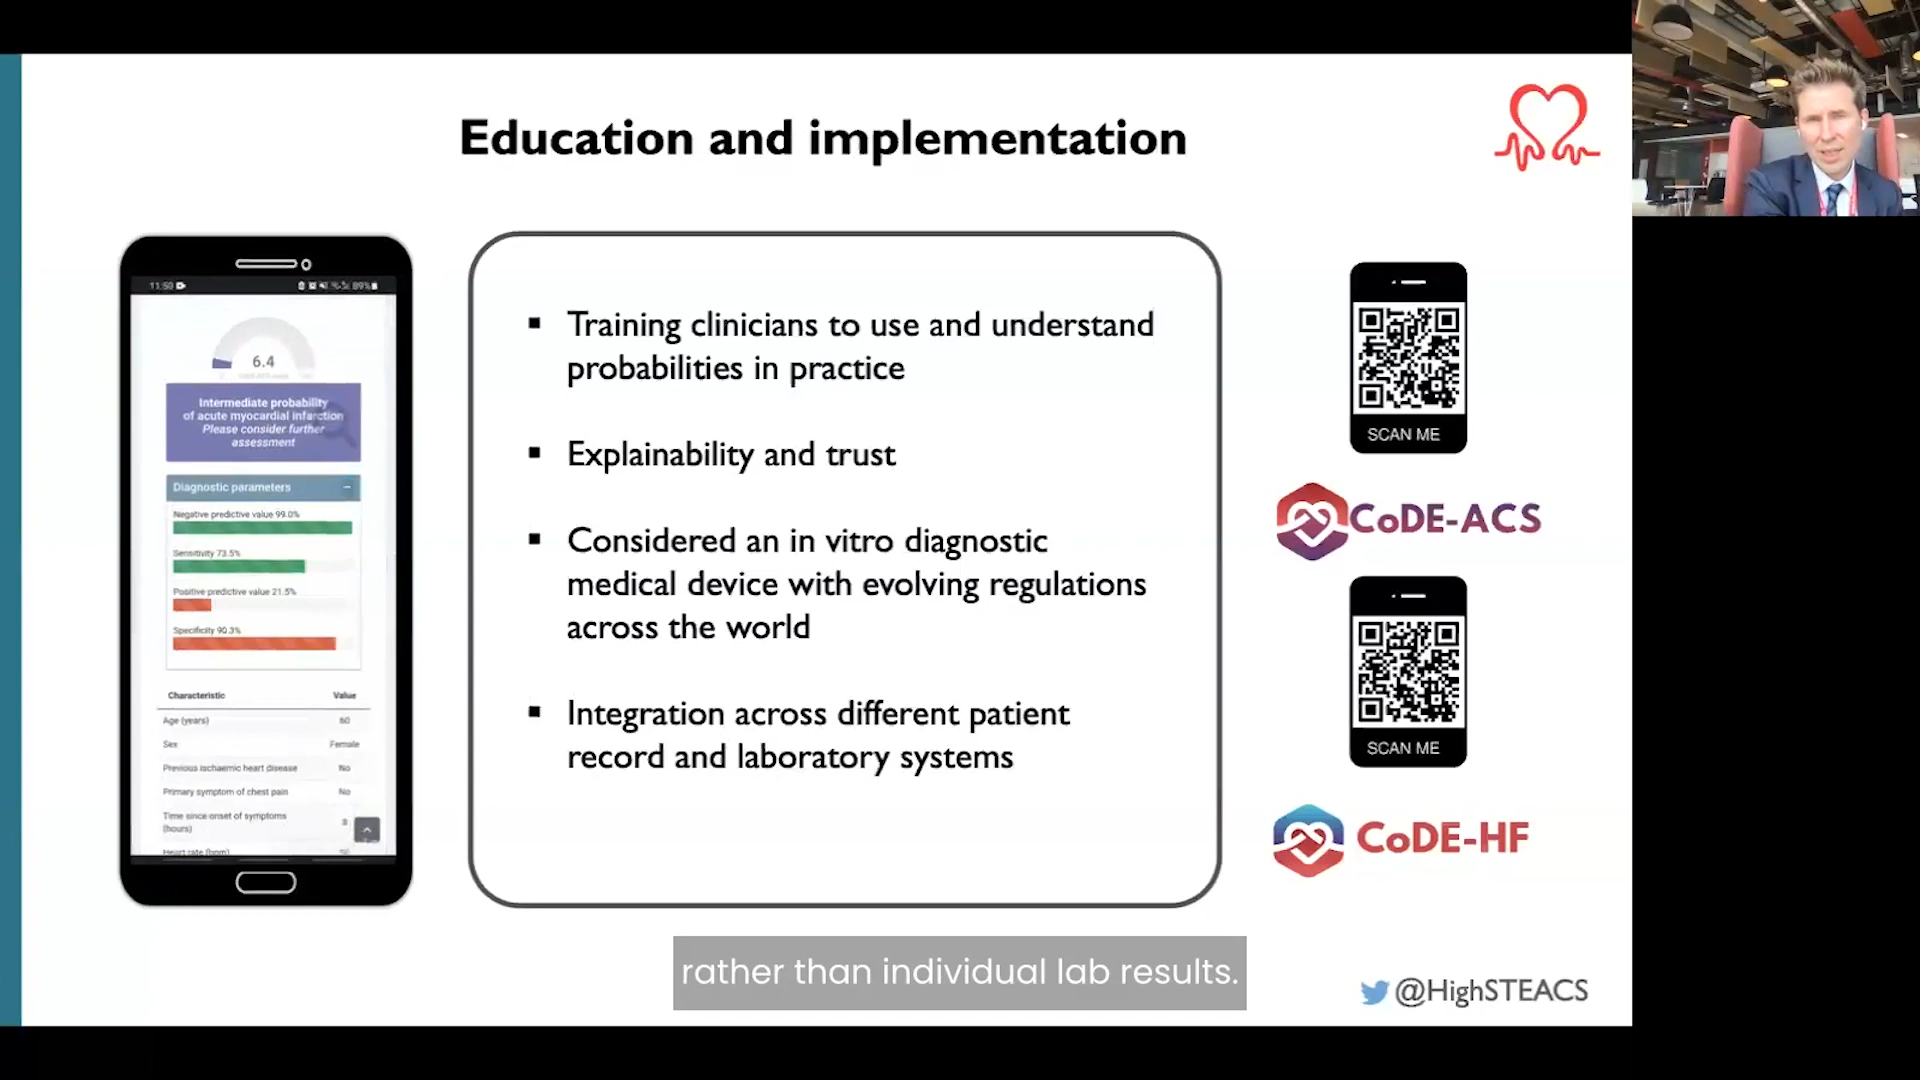 Education and implementation
11:50
89%
6.4
Intermediate probability
of acute myocardial infarction
Please consider further
assessment
Diagnostic parameters
Negative predictive value 99.0%
Sensitivity 73.5%
Positive predictive value 21.5%
Specificity 90.3%
Characteristic Value
Age (years) 60
Sex Female
Previous ischaemic heart disease No
Primary symptom of chest pain No
Time since onset of symptoms
(hours)
Heart rate (bpm)
Training clinicians to use and understand
probabilities in practice
Explainability and trust
Considered an in vitro diagnostic
medical device with evolving regulations
across the world
Integration across different patient
record and laboratory systems
SCAN ME
CoDE-ACS
SCAN ME
CoDE-HF
rather than individual lab results.
@HighSTEACS